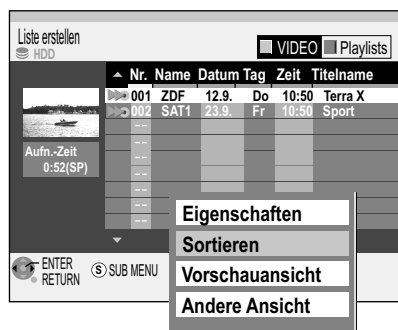 Liste erstellen
HDD
VIDEO Playlists
Nr. Name Datum Tag Zeit Titelname
001 ZDF 12.9. Do 10:50 Terra X
002 SAT1 23.9. Fr 10:50 Sport
--
--
--
--
--
--
Aufn.-Zeit
0:52(SP)
Eigenschaften
Sortieren
Vorschauansicht
Andere Ansicht
ENTER
RETURN
S SUB MENU